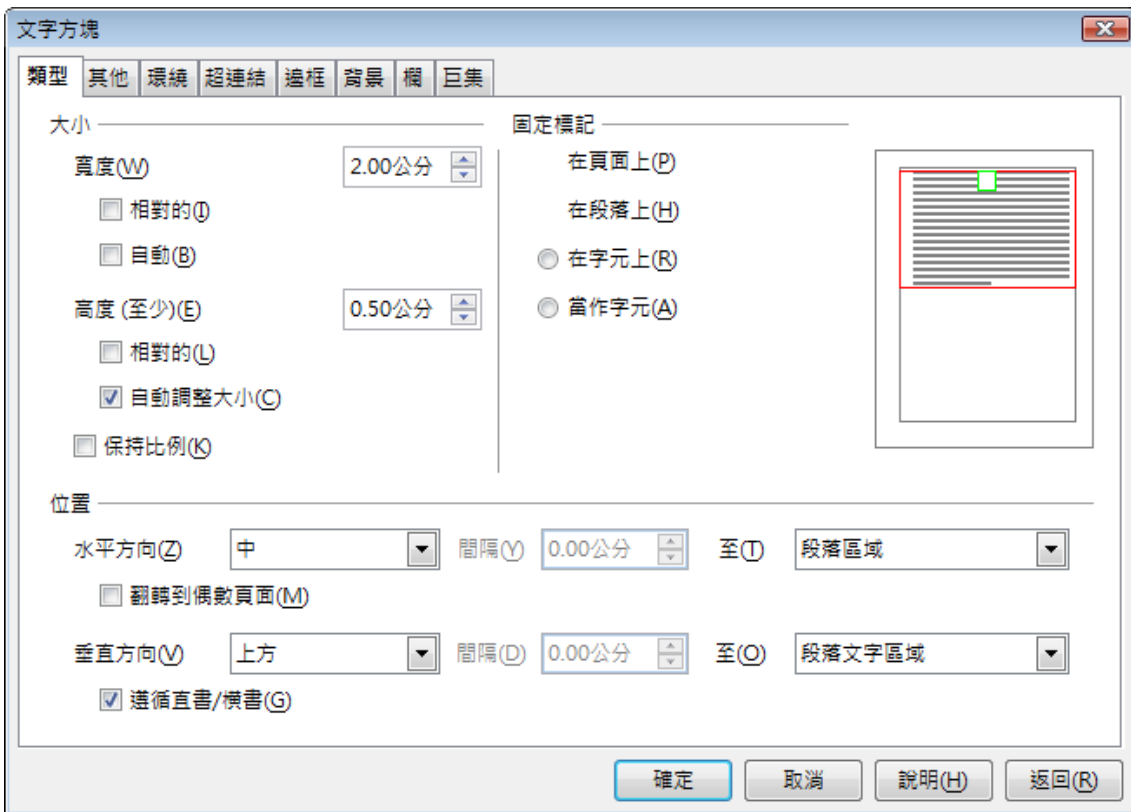 文字方塊
類型 其他 環繞 超連結 邊框 背景 欄 巨集
大小
寬度(W) 2.00公分
相對的(I)
自動(B)
高度 (至少)(E) 0.50公分
相對的(L)
自動調整大小(C)
保持比例(K)
固定標記
在頁面上(P)
在段落上(H)
在字元上(R)
當作字元(A)
位置
水平方向(Z) 中 間隔(Y) 0.00公分 至(T) 段落區域
翻轉到偶數頁面(M)
垂直方向(V) 上方 間隔(D) 0.00公分 至(O) 段落文字區域
遵循直書/橫書(G)
確定 取消 說明(H) 返回(R)